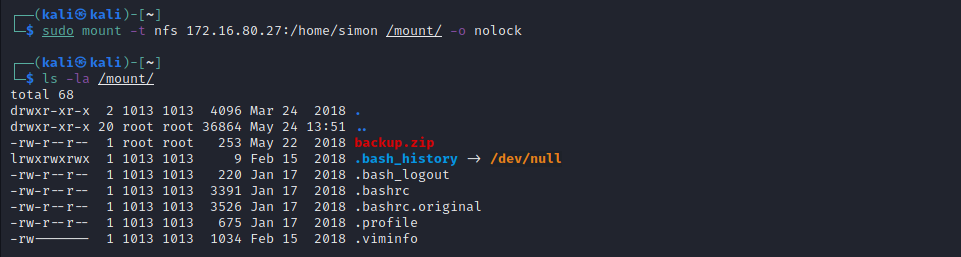 ┌──(kali㉿kali)-[~]
└─$ sudo mount -t nfs 172.16.80.27:/home/simon /mount/ -o nolock
┌──(kali㉿kali)-[~]
└─$ ls -la /mount/
total 68
drwxr-xr-x  2 1013 1013  4096 Mar 24  2018 .
drwxr-xr-x 20 root root 36864 May 24 13:51 ..
-rw-r--r--  1 root root   253 May 22  2018 backup.zip
lrwxrwxrwx  1 1013 1013     9 Feb 15  2018 .bash_history -> /dev/null
-rw-r--r--  1 1013 1013   220 Jan 17  2018 .bash_logout
-rw-r--r--  1 1013 1013  3391 Jan 17  2018 .bashrc
-rw-r--r--  1 1013 1013  3526 Jan 17  2018 .bashrc.original
-rw-r--r--  1 1013 1013   675 Jan 17  2018 .profile
-rw-------  1 1013 1013  1034 Feb 15  2018 .viminfo